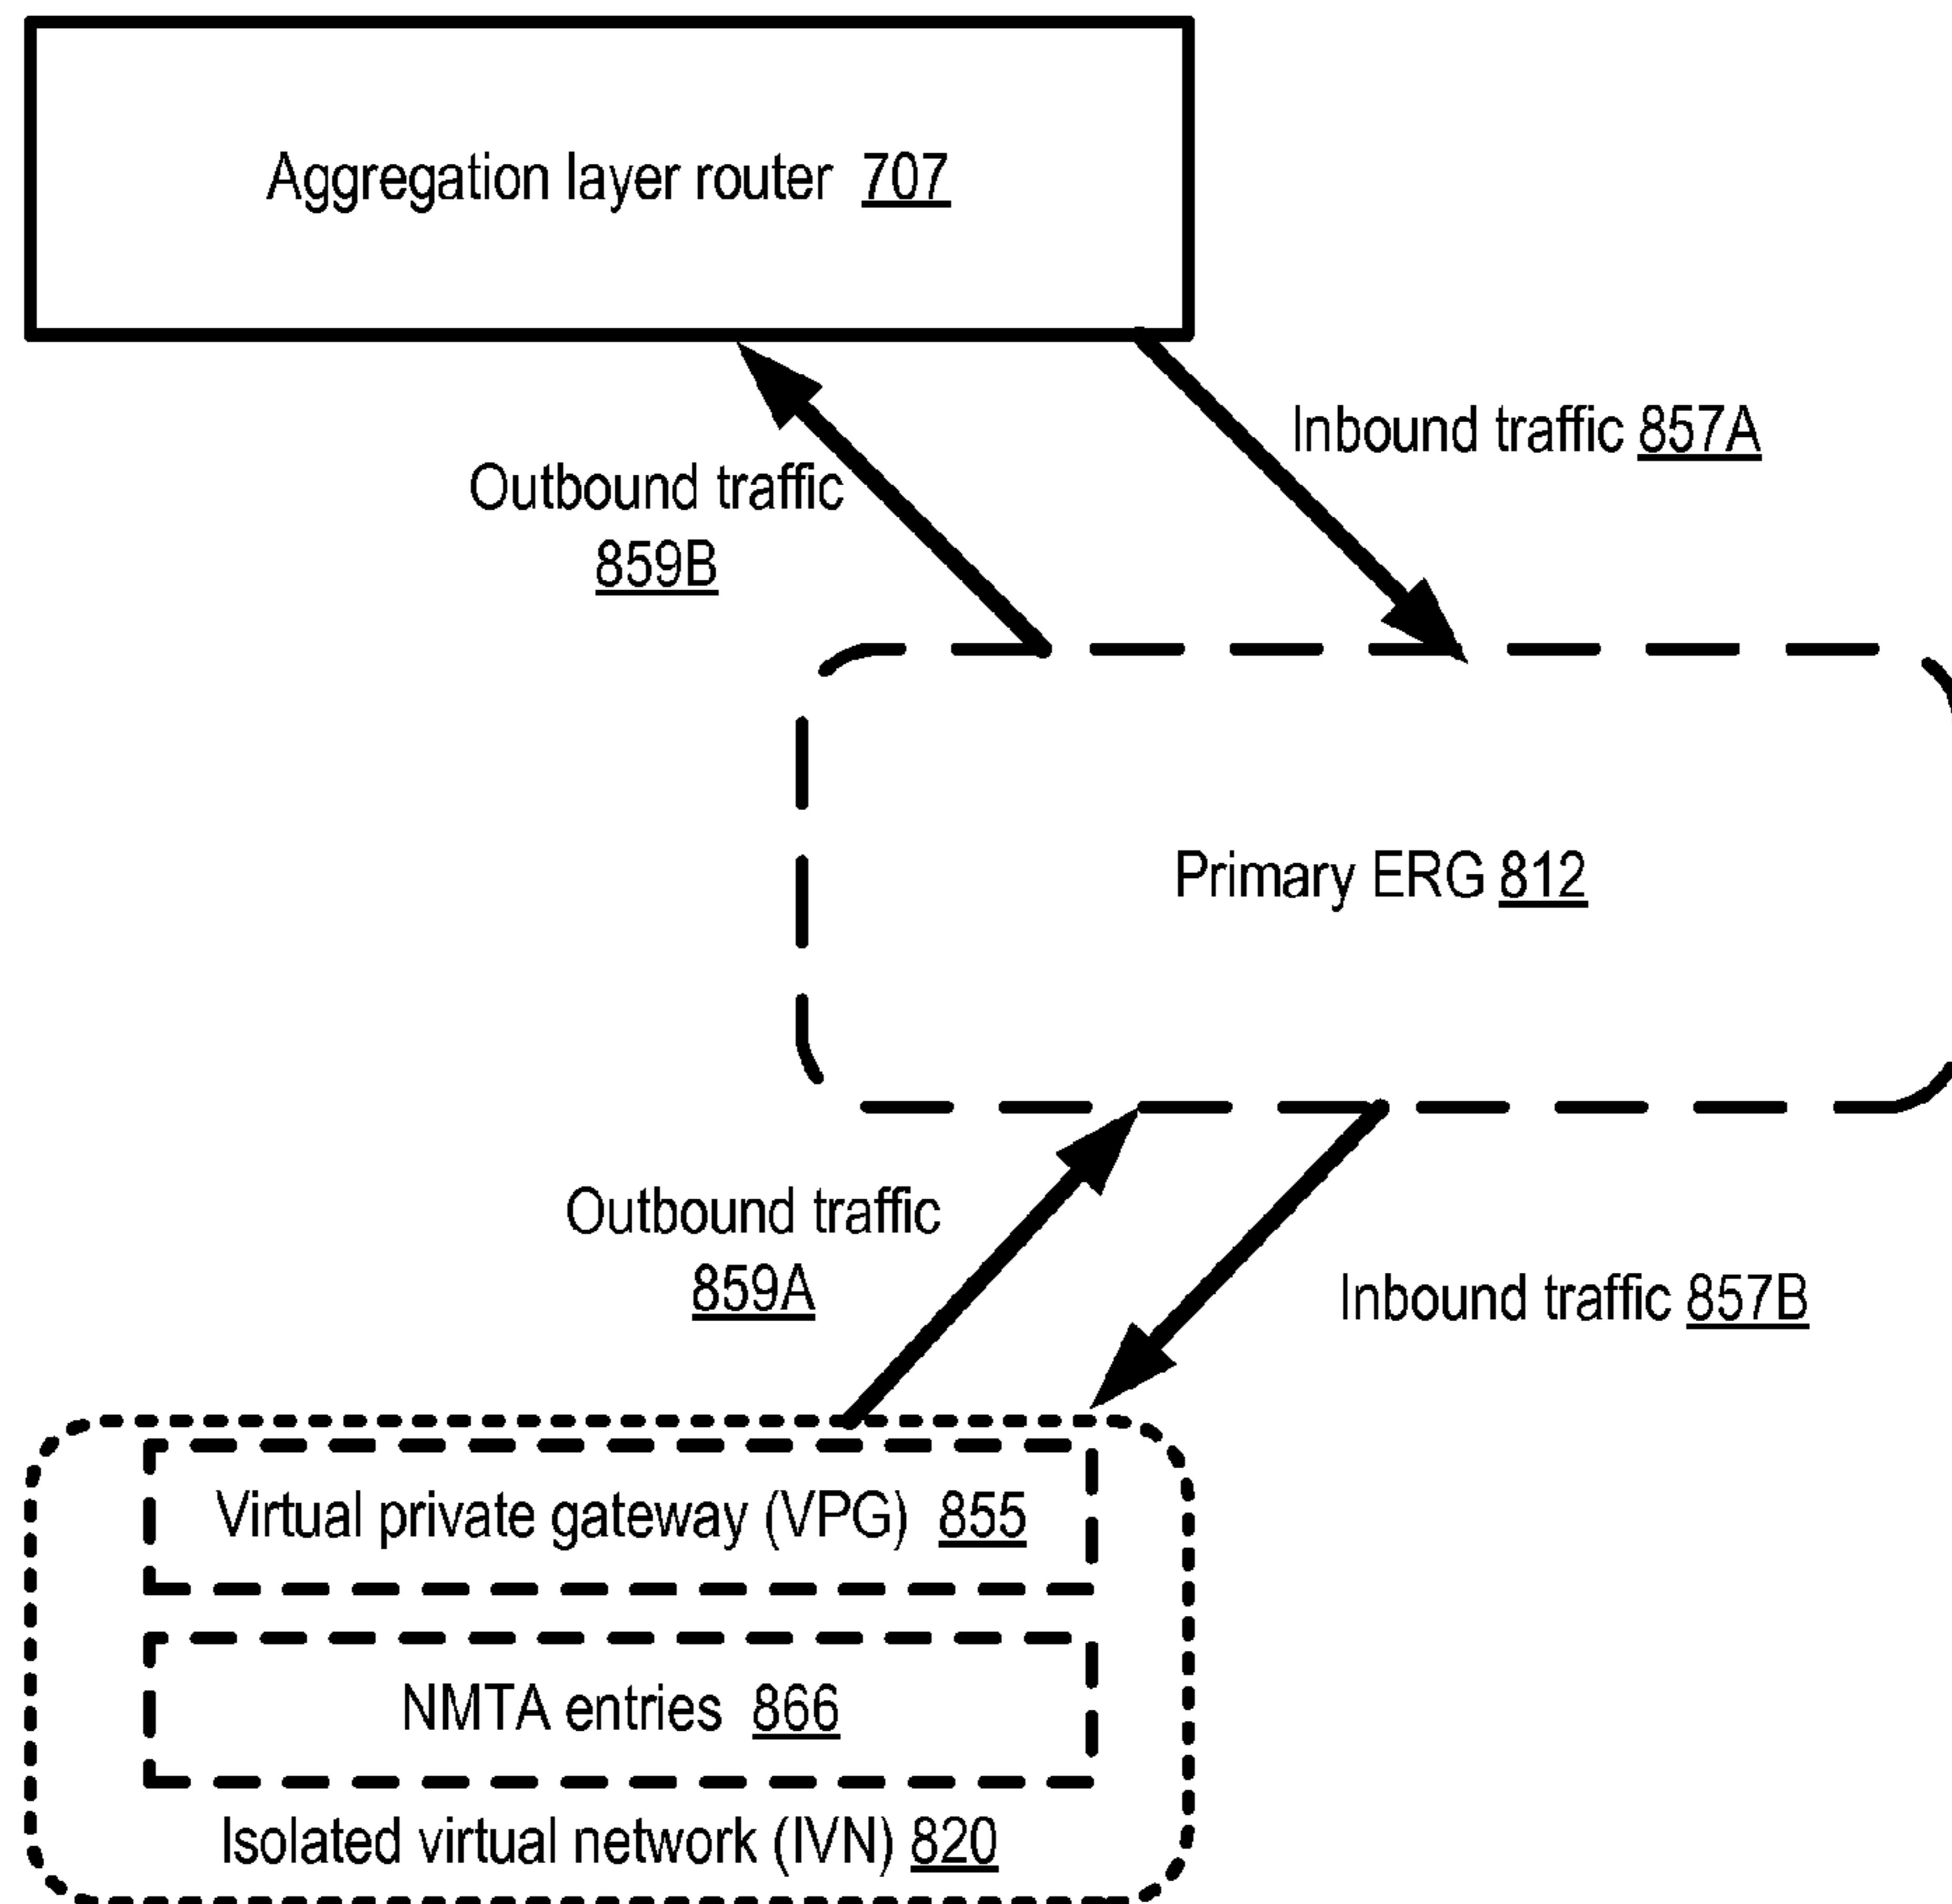 Aggregation layer router 707
Inbound traffic 857A
Outbound traffic
859B
Primary ERG 812
Outbound traffic
859A
Inbound traffic 857B
Virtual private gateway (VPG) 855
NMTA entries 866
Isolated virtual network (IVN) 820